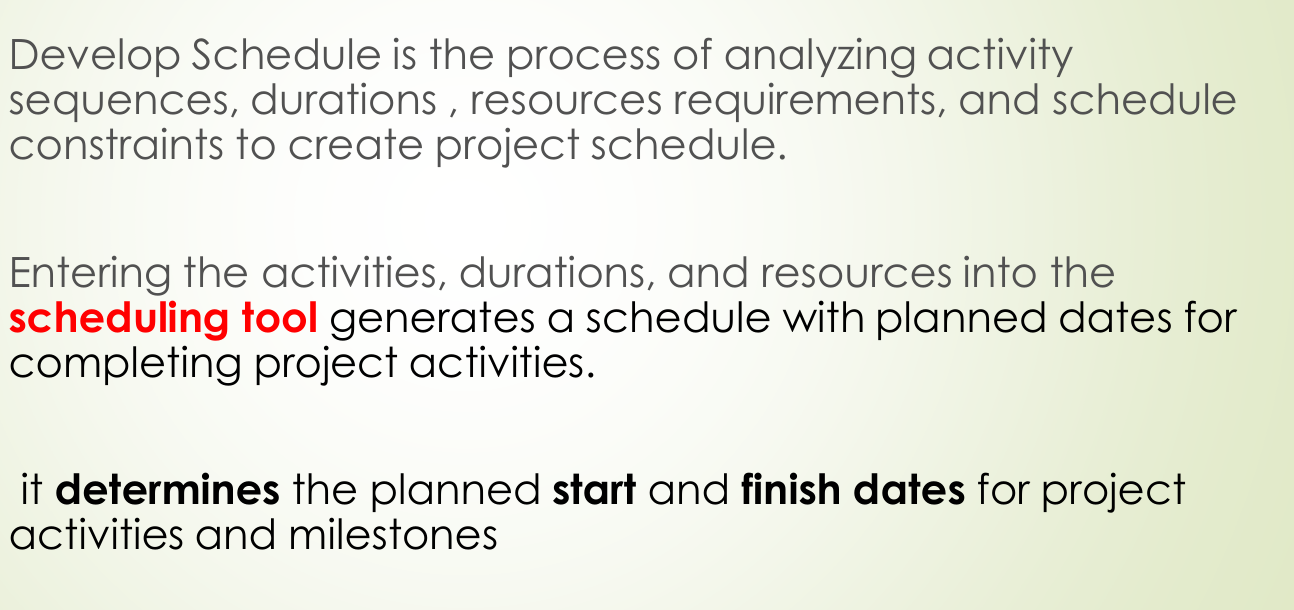 Develop Schedule is the process of analyzing activity
sequences, durations , resources requirements, and schedule
constraints to create project schedule.
Entering the activities, durations, and resources into the
scheduling tool generates a schedule with planned dates for
completing project activities.
it determines the planned start and finish dates for project
activities and milestones